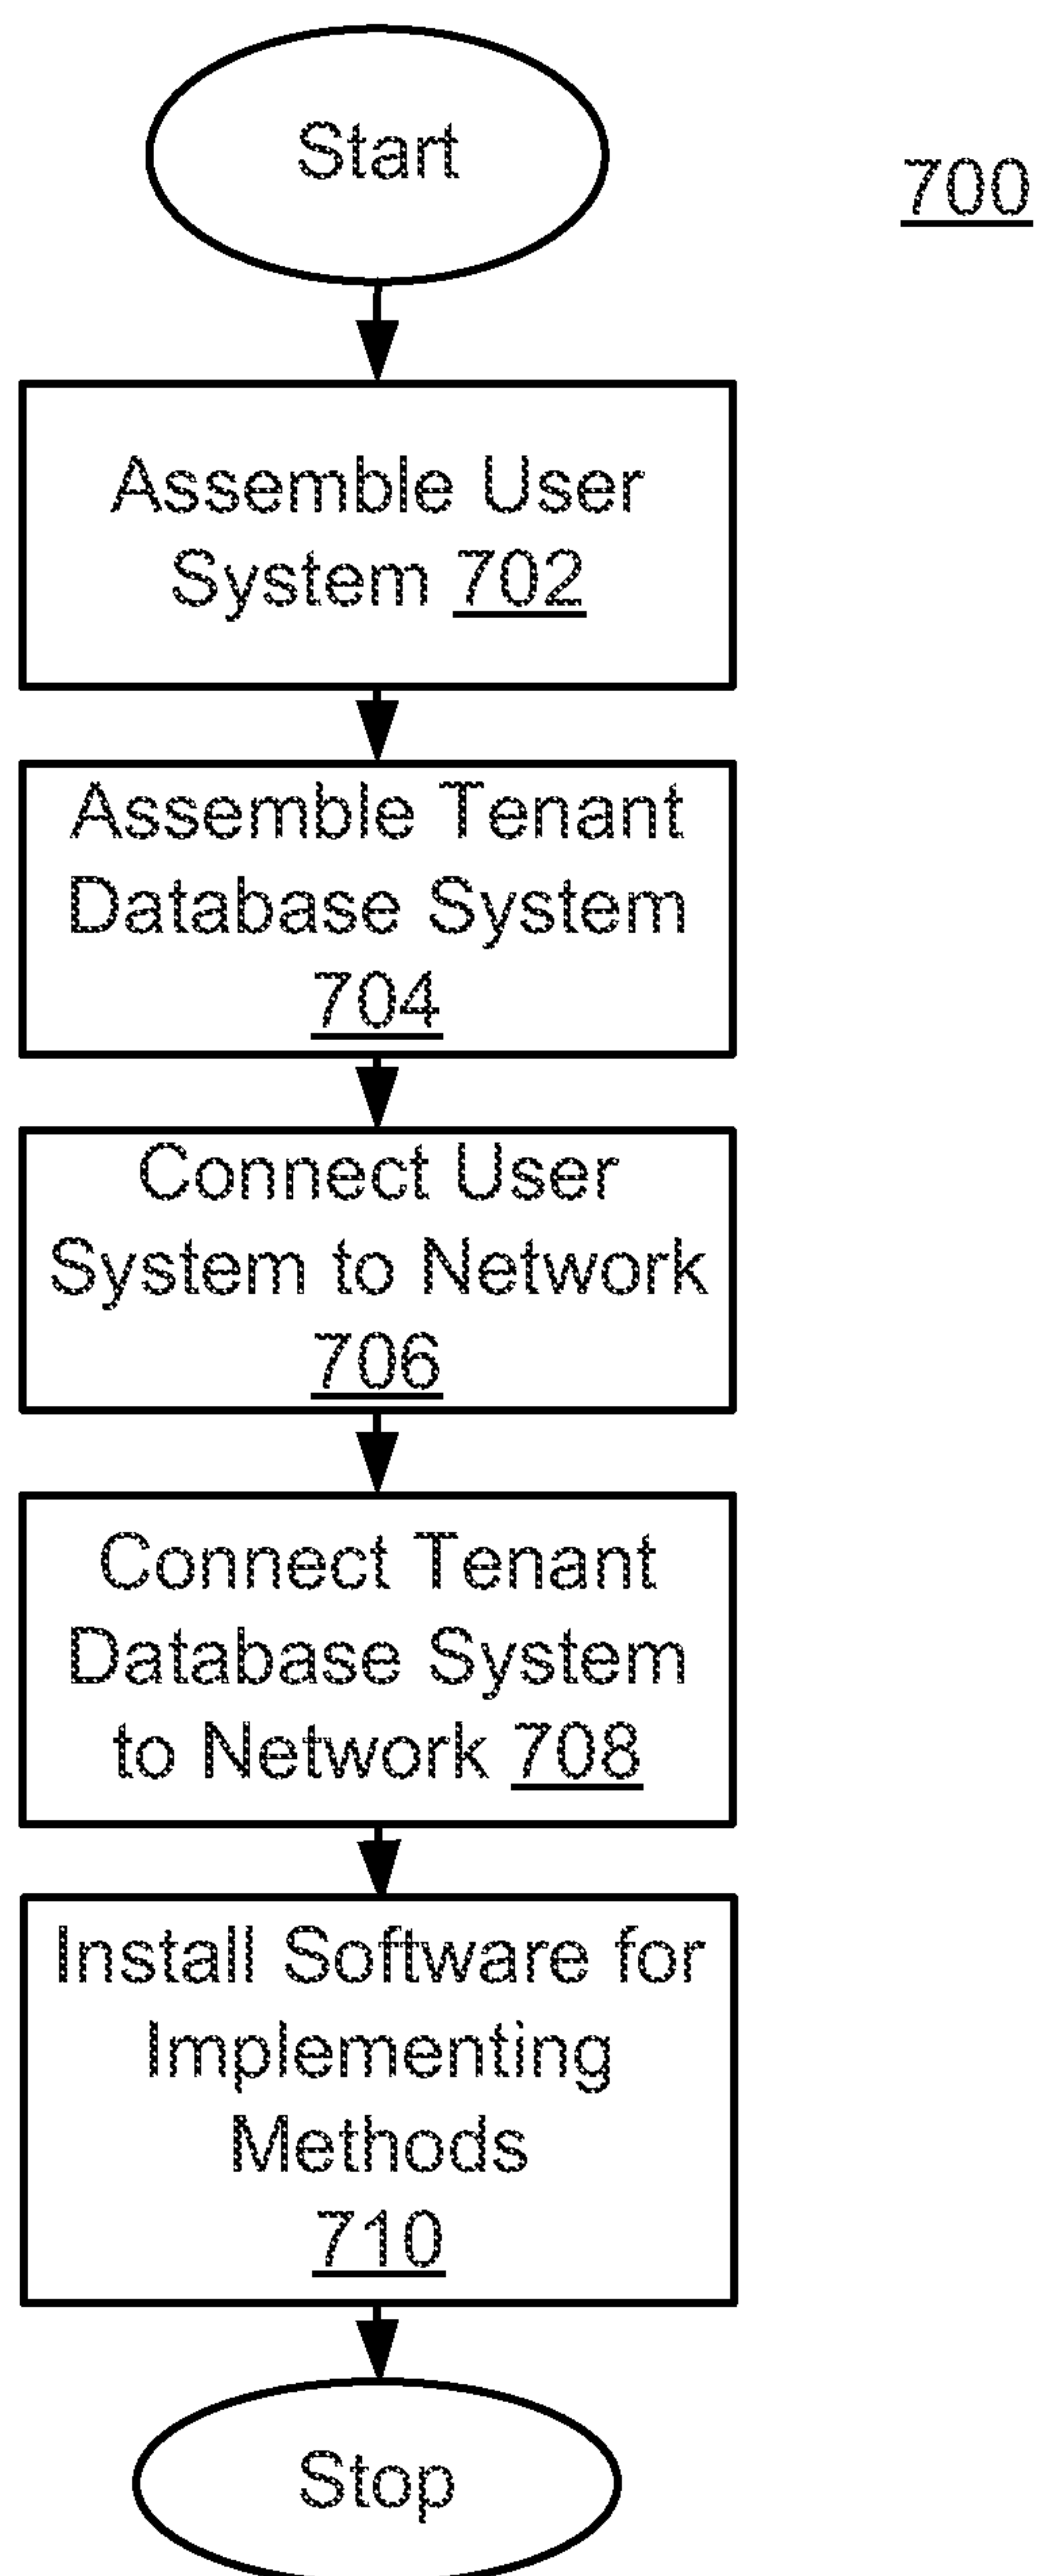 Start
700
Assemble User
System 702
Assemble Tenant
Database System
704
Connect User
System to Network
706
Connect Tenant
Database System
to Network 708
Install Software for
Implementing
Methods
710
Stop